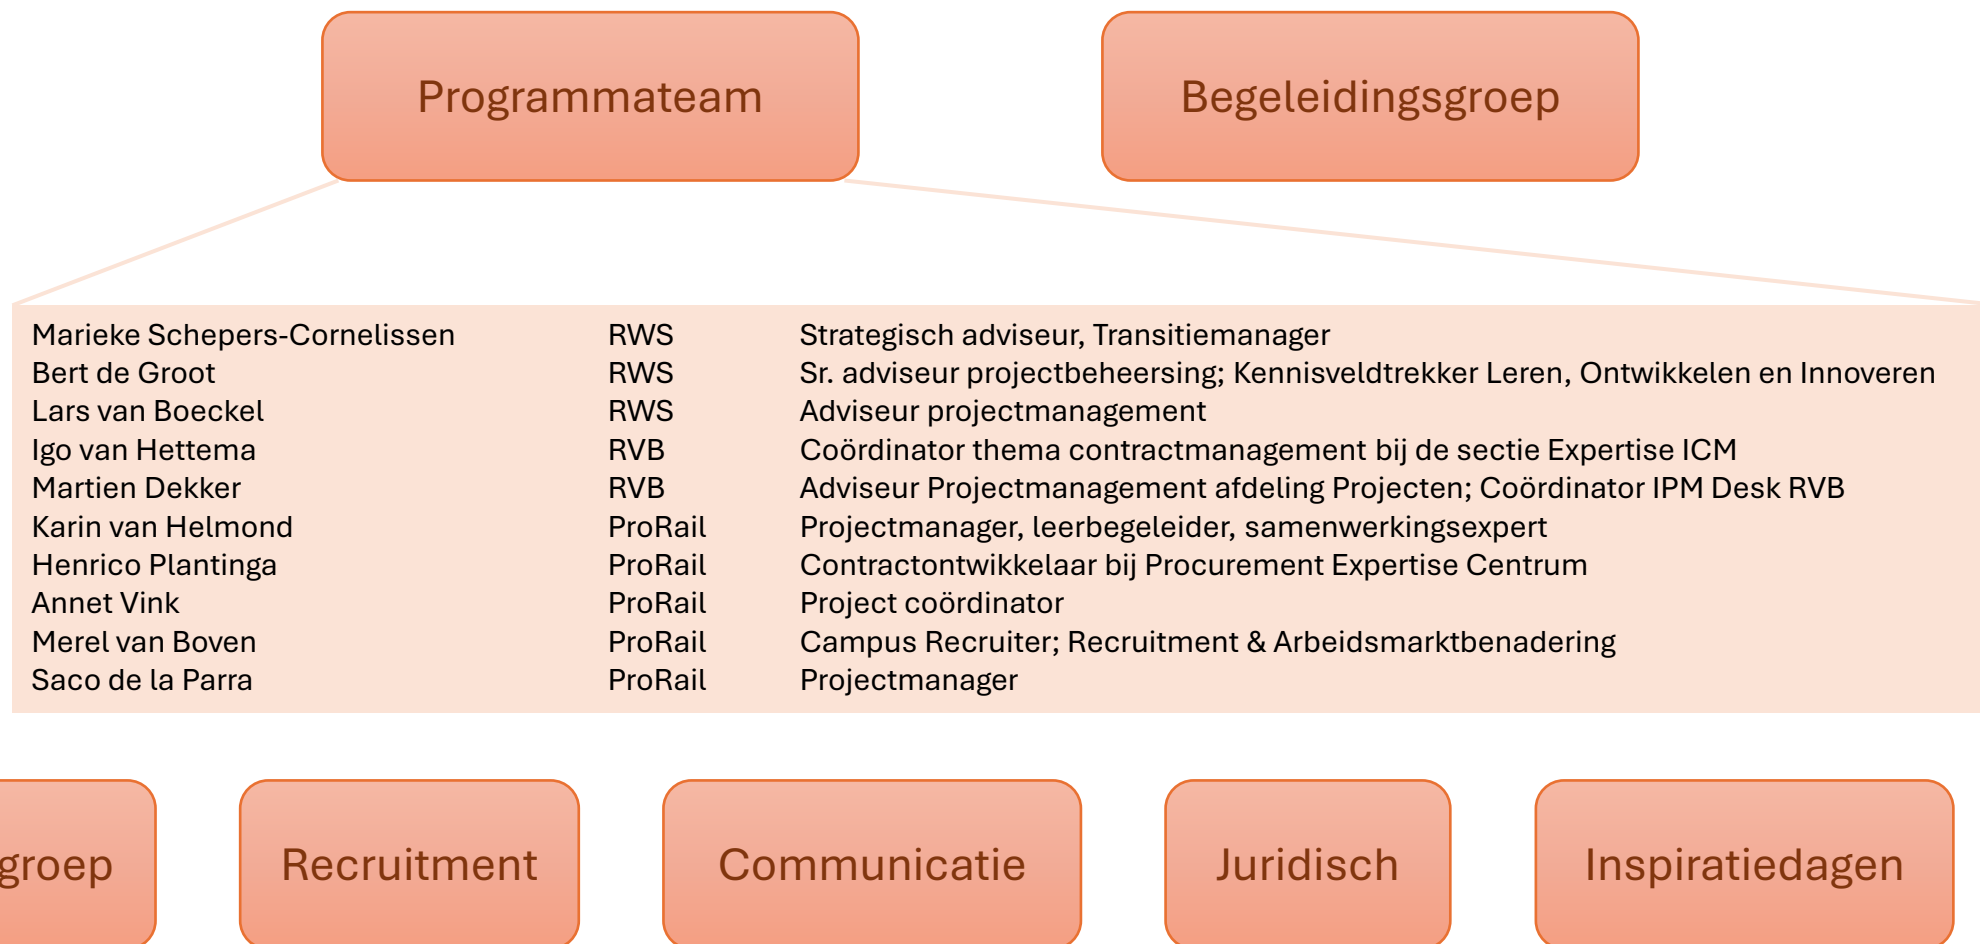 Programmateam
Begeleidingsgroep
Marieke Schepers-Cornelissen RWS Strategisch adviseur, Transitiemanager
Bert de Groot RWS Sr. adviseur projectbeheersing; Kennisveldtrekker Leren, Ontwikkelen en Innoveren
Lars van Boeckel RWS Adviseur projectmanagement
Igo van Hettema RVB Coördinator thema contractmanagement bij de sectie Expertise ICM
Martien Dekker RVB Adviseur Projectmanagement afdeling Projecten; Coördinator IPM Desk RVB
Karin van Helmond ProRail Projectmanager, leerbegeleider, samenwerkingsexpert
Henrico Plantinga ProRail Contractontwikkelaar bij Procurement Expertise Centrum
Annet Vink ProRail Project coördinator
Merel van Boven ProRail Campus Recruiter; Recruitment & Arbeidsmarktbenadering
Saco de la Parra ProRail Projectmanager
groep
Recruitment
Communicatie
Juridisch
Inspiratiedagen